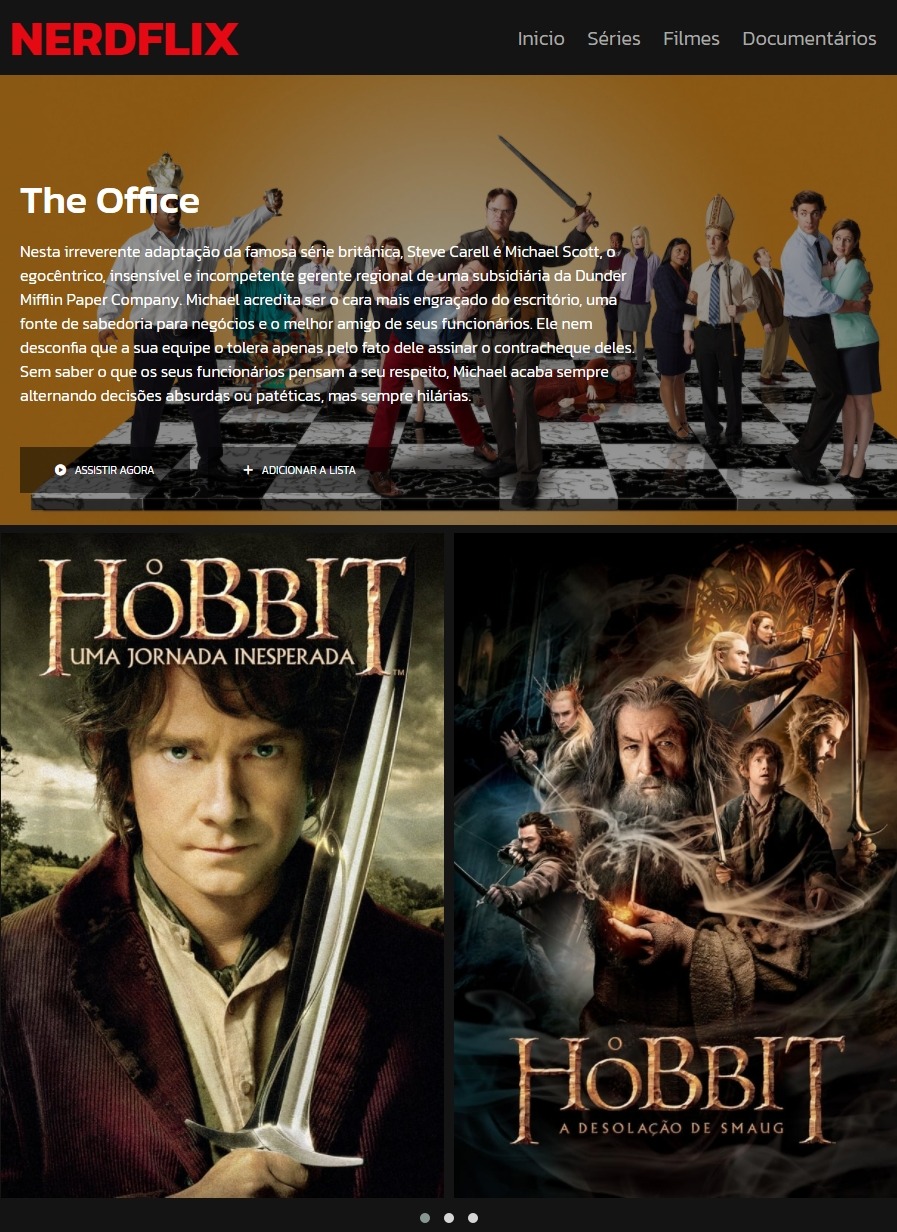 NERDFLIX
Inicio Séries Filmes Documentários
The Office
Nesta irreverente adaptação da famosa série britânica, Steve Carell é Michael Scott, o
egocêntrico, insensível e incompetente gerente regional de uma subsidiária da Dunder
Mifflin Paper Company. Michael acredita ser o cara mais engraçado do escritório, uma
fonte de sabedoria para negócios e o melhor amigo de seus funcionários. Ele nem
desconfia que a sua equipe o tolera apenas pelo fato dele assinar o contracheque deles.
Sem saber o que os seus funcionários pensam a seu respeito, Michael acaba sempre
alternando decisões absurdas ou patéticas, mas sempre hilárias.
ASSISTIR AGORA
ADICIONAR A LISTA
HOBBIT
UMA JORNADA INESPERADA
TM
HOBBIT
A DESOLAÇÃO DE SMAUG